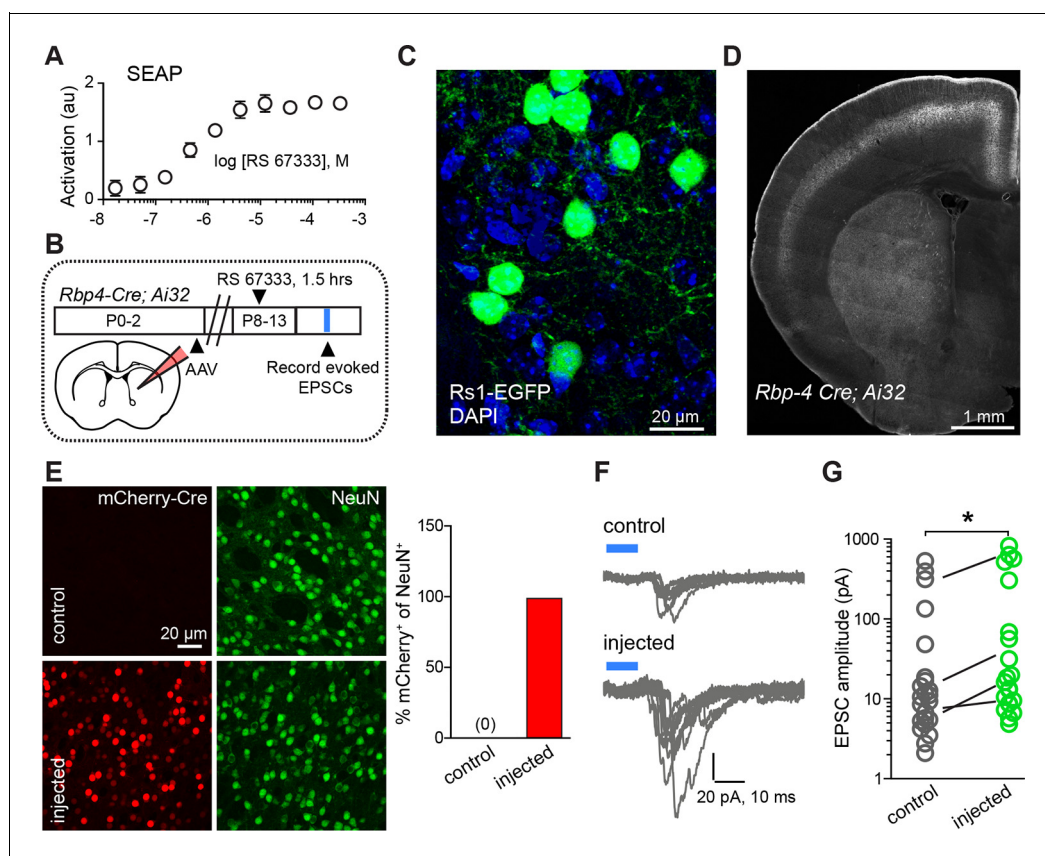 A
SEAP
Activation (au)
2
1
0
-8 -7 -6 -5 -4 -3
log [RS 67333], M
B
RS 67333, 1.5 hrs
Rbp4-Cre; Ai32
P0-2 P8-13
AAV
Record evoked
EPSCs
C
Rs1-EGFP
DAPI
20 µm
D
Rbp-4 Cre; Ai32
1 mm
E
mCherry-Cre
NeuN
control
20 µm
injected
% mCherry⁺ of NeuN⁺
150
100
50
0
(0)
control injected
F
control
injected
20 pA, 10 ms
G
*
EPSC amplitude (pA)
1000
100
10
1
control injected